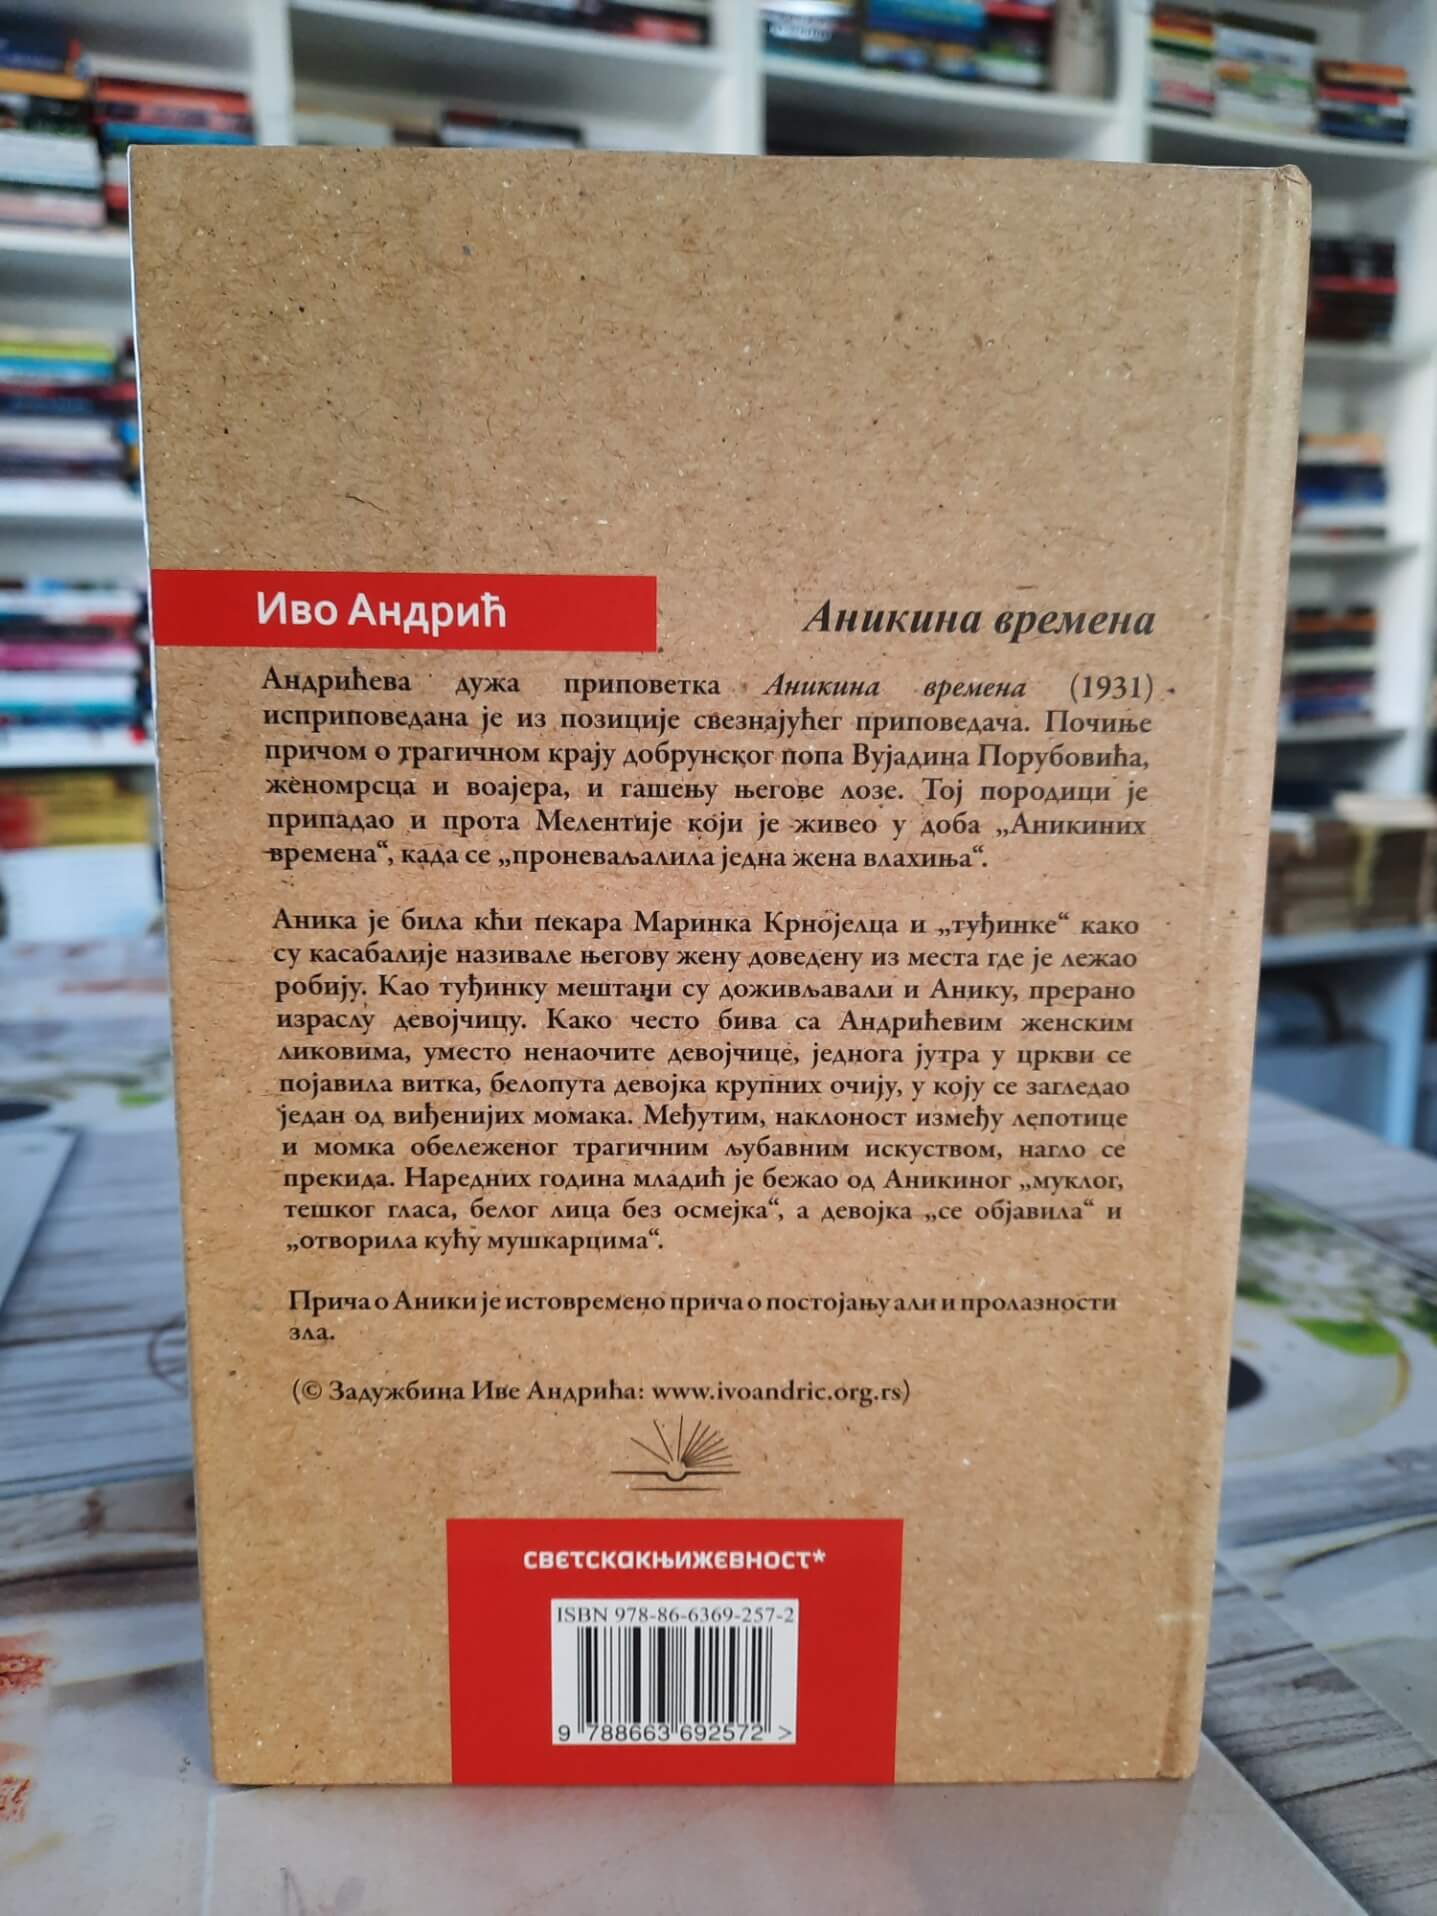 Иво Андрић
Аникина времена
Андрићева дужа приповетка Аникина времена (1931)
исприповедана је из позиције свезнајућег приповедача. Почиње
причом о трагичном крају добрунског попа Вујадина Порубовића,
женомрсца и воајера, и гашењу његове лозе. Тој породици је
припадао и прота Мелентије који је живео у доба „Аникиних
времена“, када се „проневаљалила једна жена влахиња“.
Аника је била кћи пекара Маринка Крнојелца и „туђинке“ како
су касабалије називале његову жену доведену из места где је лежао
робију. Као туђинку мештани су доживљавали и Анику, прерано
израслу девојчицу. Како често бива са Андрићевим женским
ликовима, уместо ненаочите девојчице, једнога јутра у цркви се
појавила витка, белопута девојка крупних очију, у коју се загледао
један од виђенијих момака. Међутим, наклоност између лепотице
и момка обележеног трагичним љубавним искуством, нагло се
прекида. Наредних година младић је бежао од Аникиног „муклог,
тешког гласа, белог лица без осмејка“, а девојка „се објавила“ и
„отворила кућу мушкарцима“.
Прича о Аники је истовремено прича о постојању али и пролазности
зла.
(© Задужбина Иве Андрића: www.ivoandric.org.rs)
светскакњижевност*
ISBN 978-86-6369-257-2
9 788663 692572 >